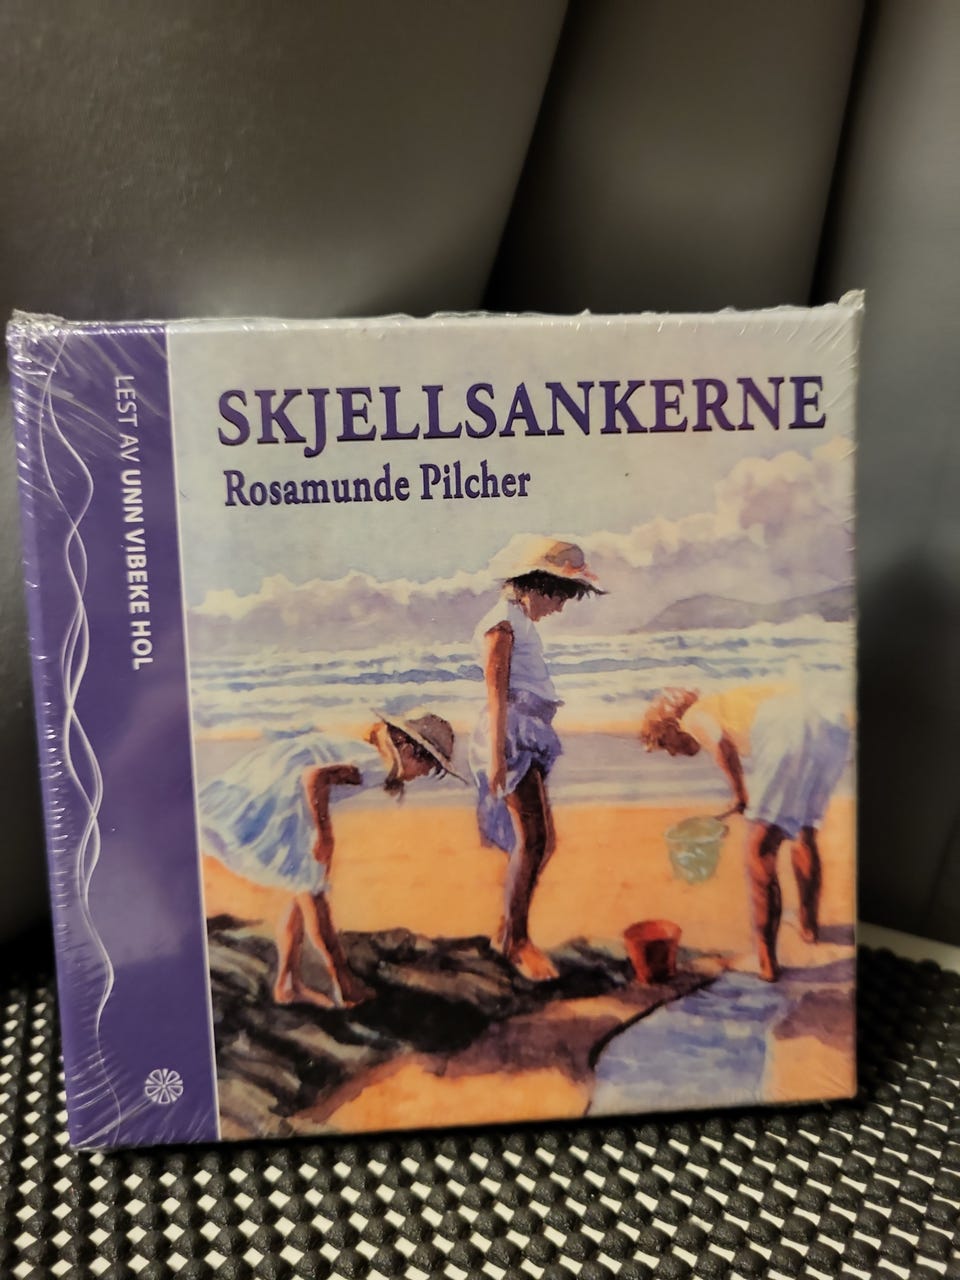 SKJELLSANKERNE
Rosamunde Pilcher
LEST AV UNN VIBEKE HOL